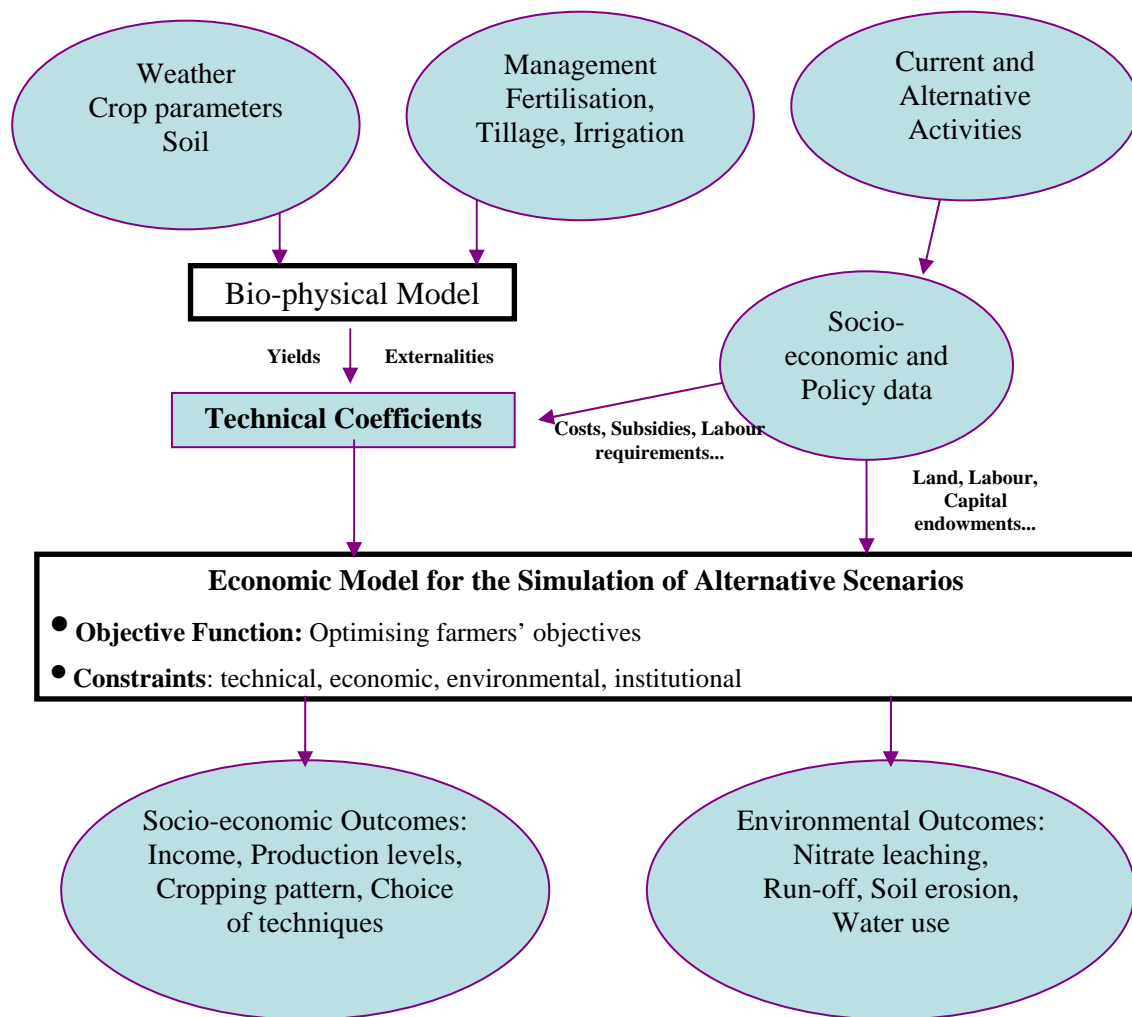 Weather
Crop parameters
Soil
Management
Fertilisation,
Tillage, Irrigation
Current and
Alternative
Activities
Bio-physical Model
Socio-
economic and
Policy data
Yields
Externalities
Technical Coefficients
Costs, Subsidies, Labour
requirements...
Land, Labour,
Capital
endowments...
Economic Model for the Simulation of Alternative Scenarios
• Objective Function: Optimising farmers’ objectives
• Constraints: technical, economic, environmental, institutional
Socio-economic Outcomes:
Income, Production levels,
Cropping pattern, Choice
of techniques
Environmental Outcomes:
Nitrate leaching,
Run-off, Soil erosion,
Water use